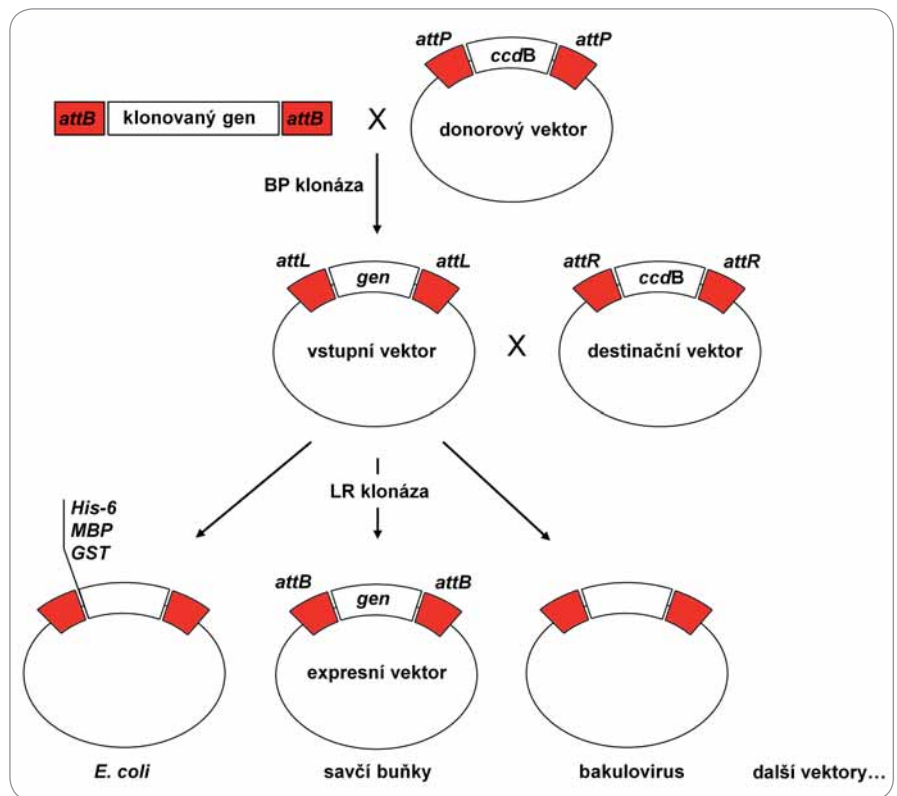 attP
ccdB
attP
attB
klonovaný gen
attB
X
donorový vektor
BP klonáza
attL
gen
attL
attR
ccdB
attR
vstupní vektor
X
destinační vektor
LR klonáza
His-6
MBP
GST
attB
gen
attB
expresní vektor
E. coli
savčí buňky
bakulovirus
další vektory...